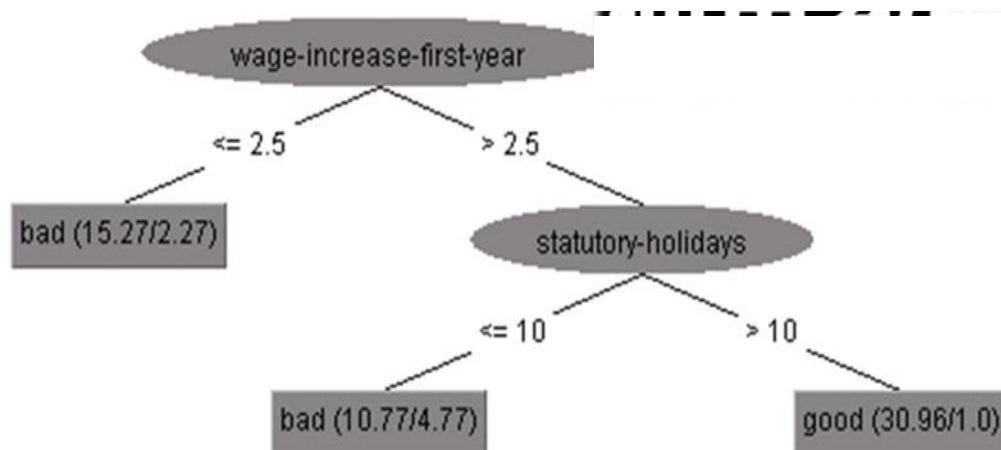 wage-increase-first-year
<= 2.5
> 2.5
bad (15.27/2.27)
statutory-holidays
<= 10
> 10
bad (10.77/4.77)
good (30.96/1.0)